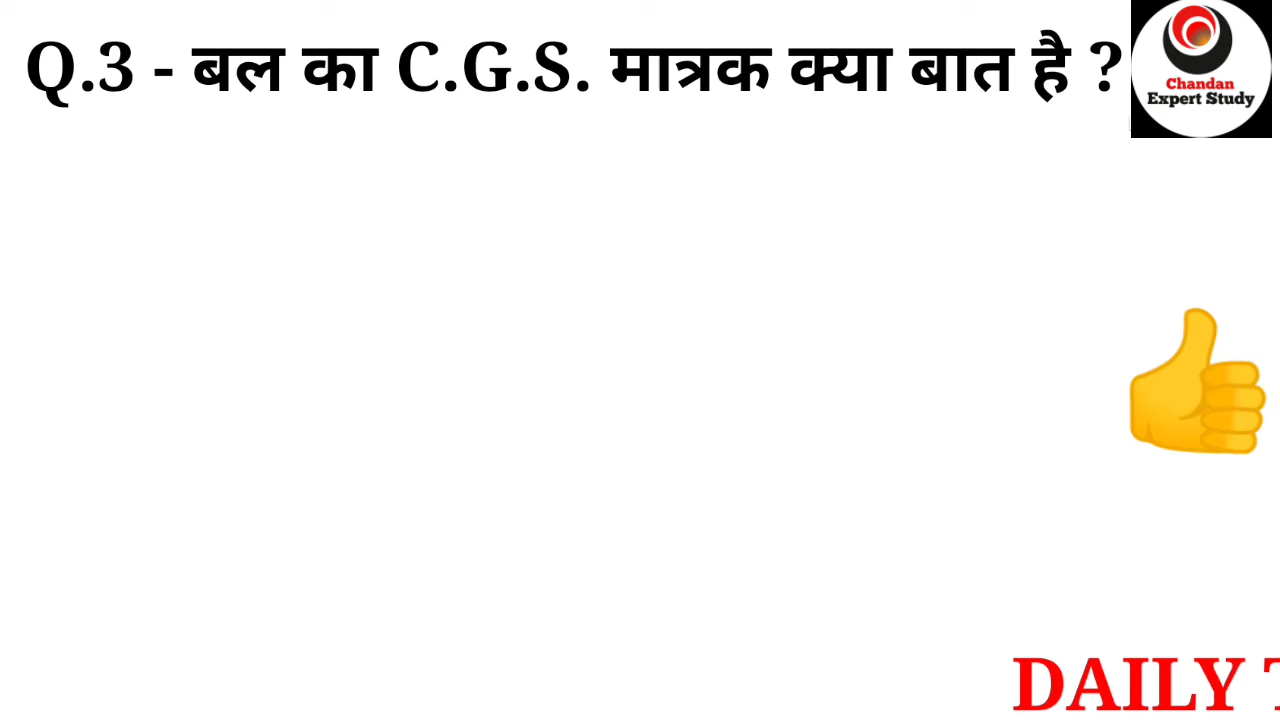 Q.3 - बल का C.G.S. मात्रक क्या बात है ?
Chandan
Expert Study
DAILY